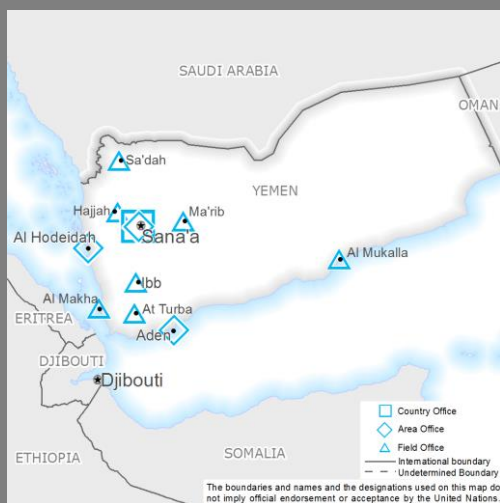 SAUDI ARABIA
OMAN
Sa'dah
YEMEN
Hajjah
Ma'rib
Sana'a
Al Hodeidah
Al Mukalla
Ibb
Al Makha
At Turba
ERITREA
Aden
DJIBOUTI
Djibouti
Country Office
Area Office
Field Office
ETHIOPIA
SOMALIA
International boundary
Undetermined Boundary
The boundaries and names and the designations used on this map do
not imply official endorsement or acceptance by the United Nations